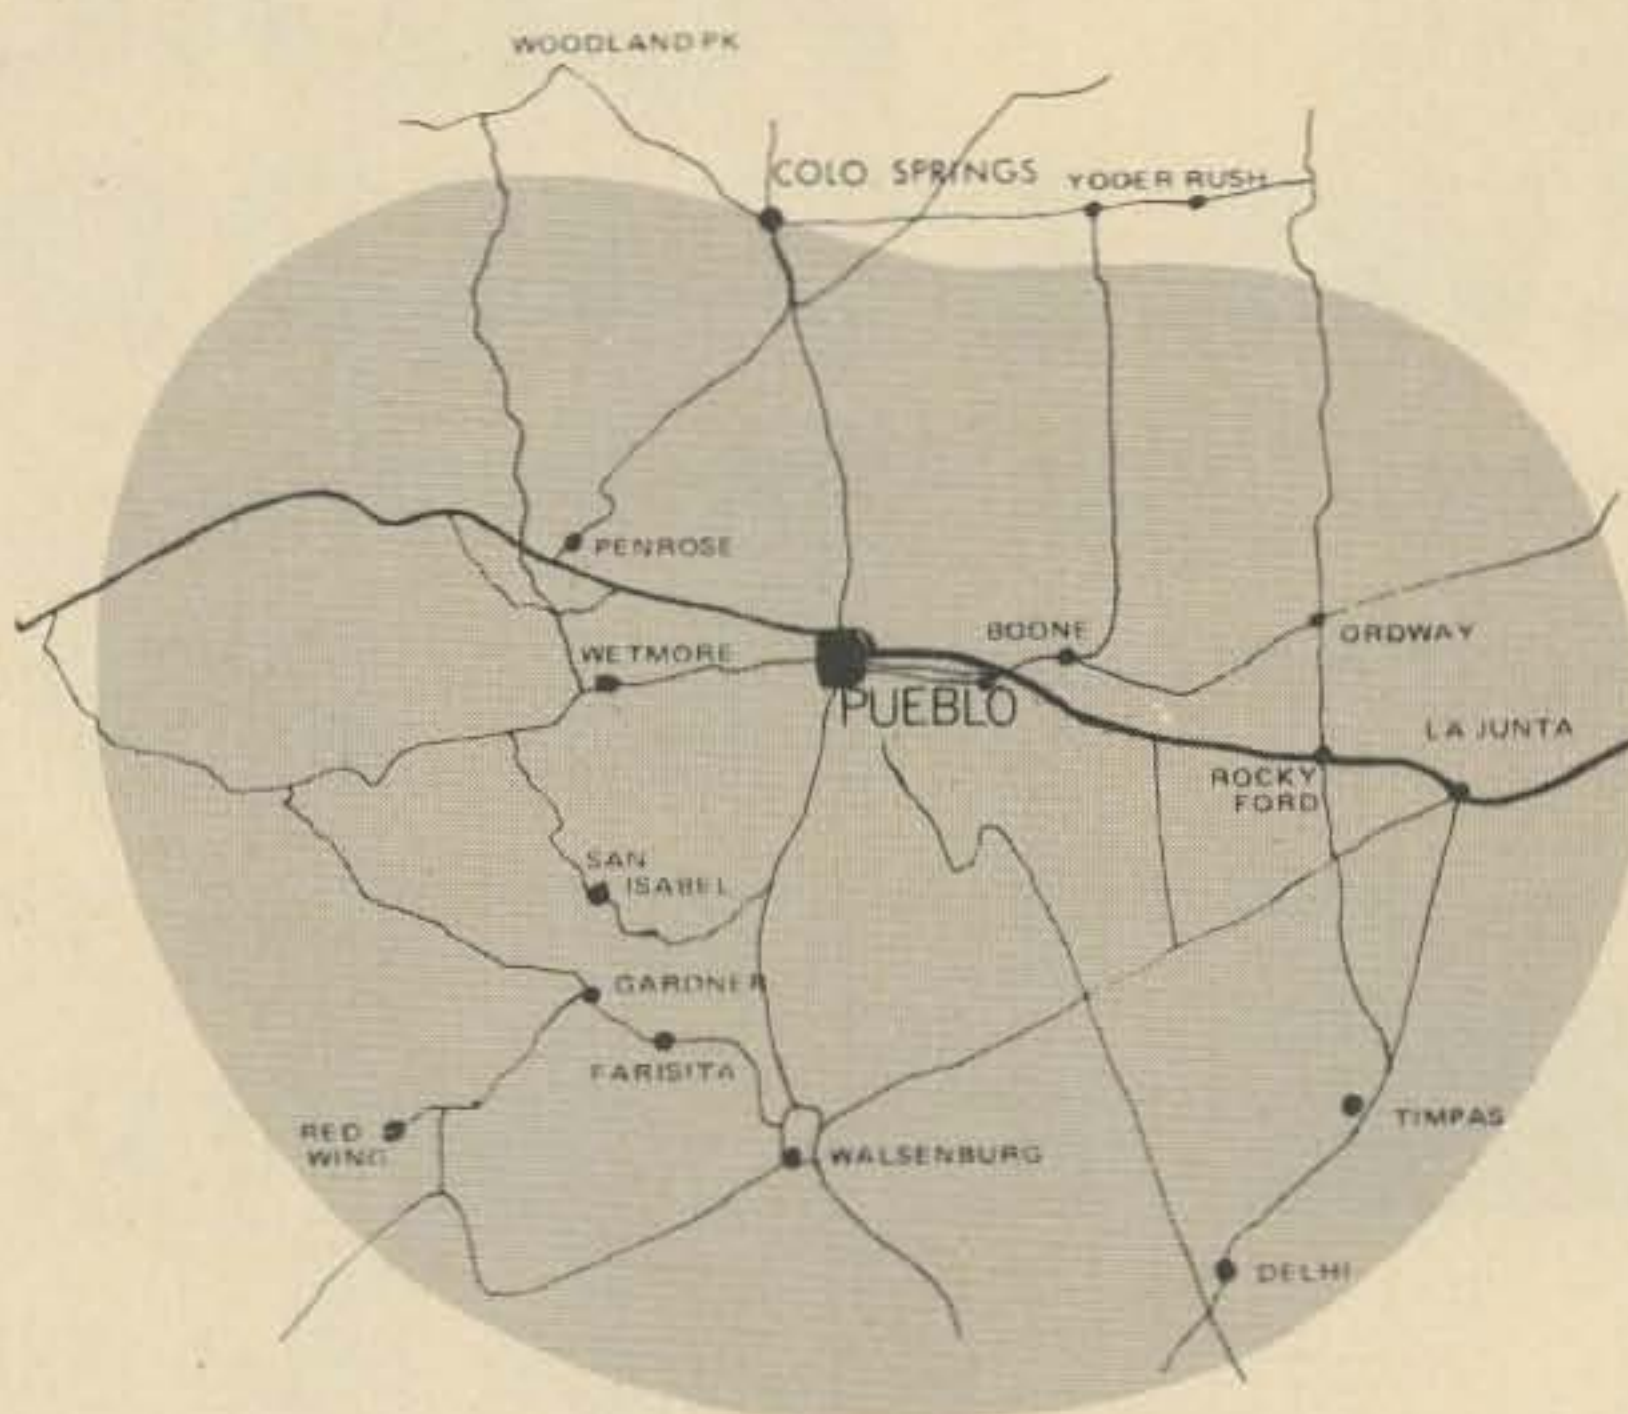 WOODLAND PK
COLO SPRINGS
YODER RUSH
PENROSE
BOONE
ORDWAY
WETMORE
PUEBLO
LA JUNTA
ROCKY
FORD
SAN
ISABEL
GARDNER
FARISITA
TIMPAS
RED
WING
WALSENBURG
DELHI